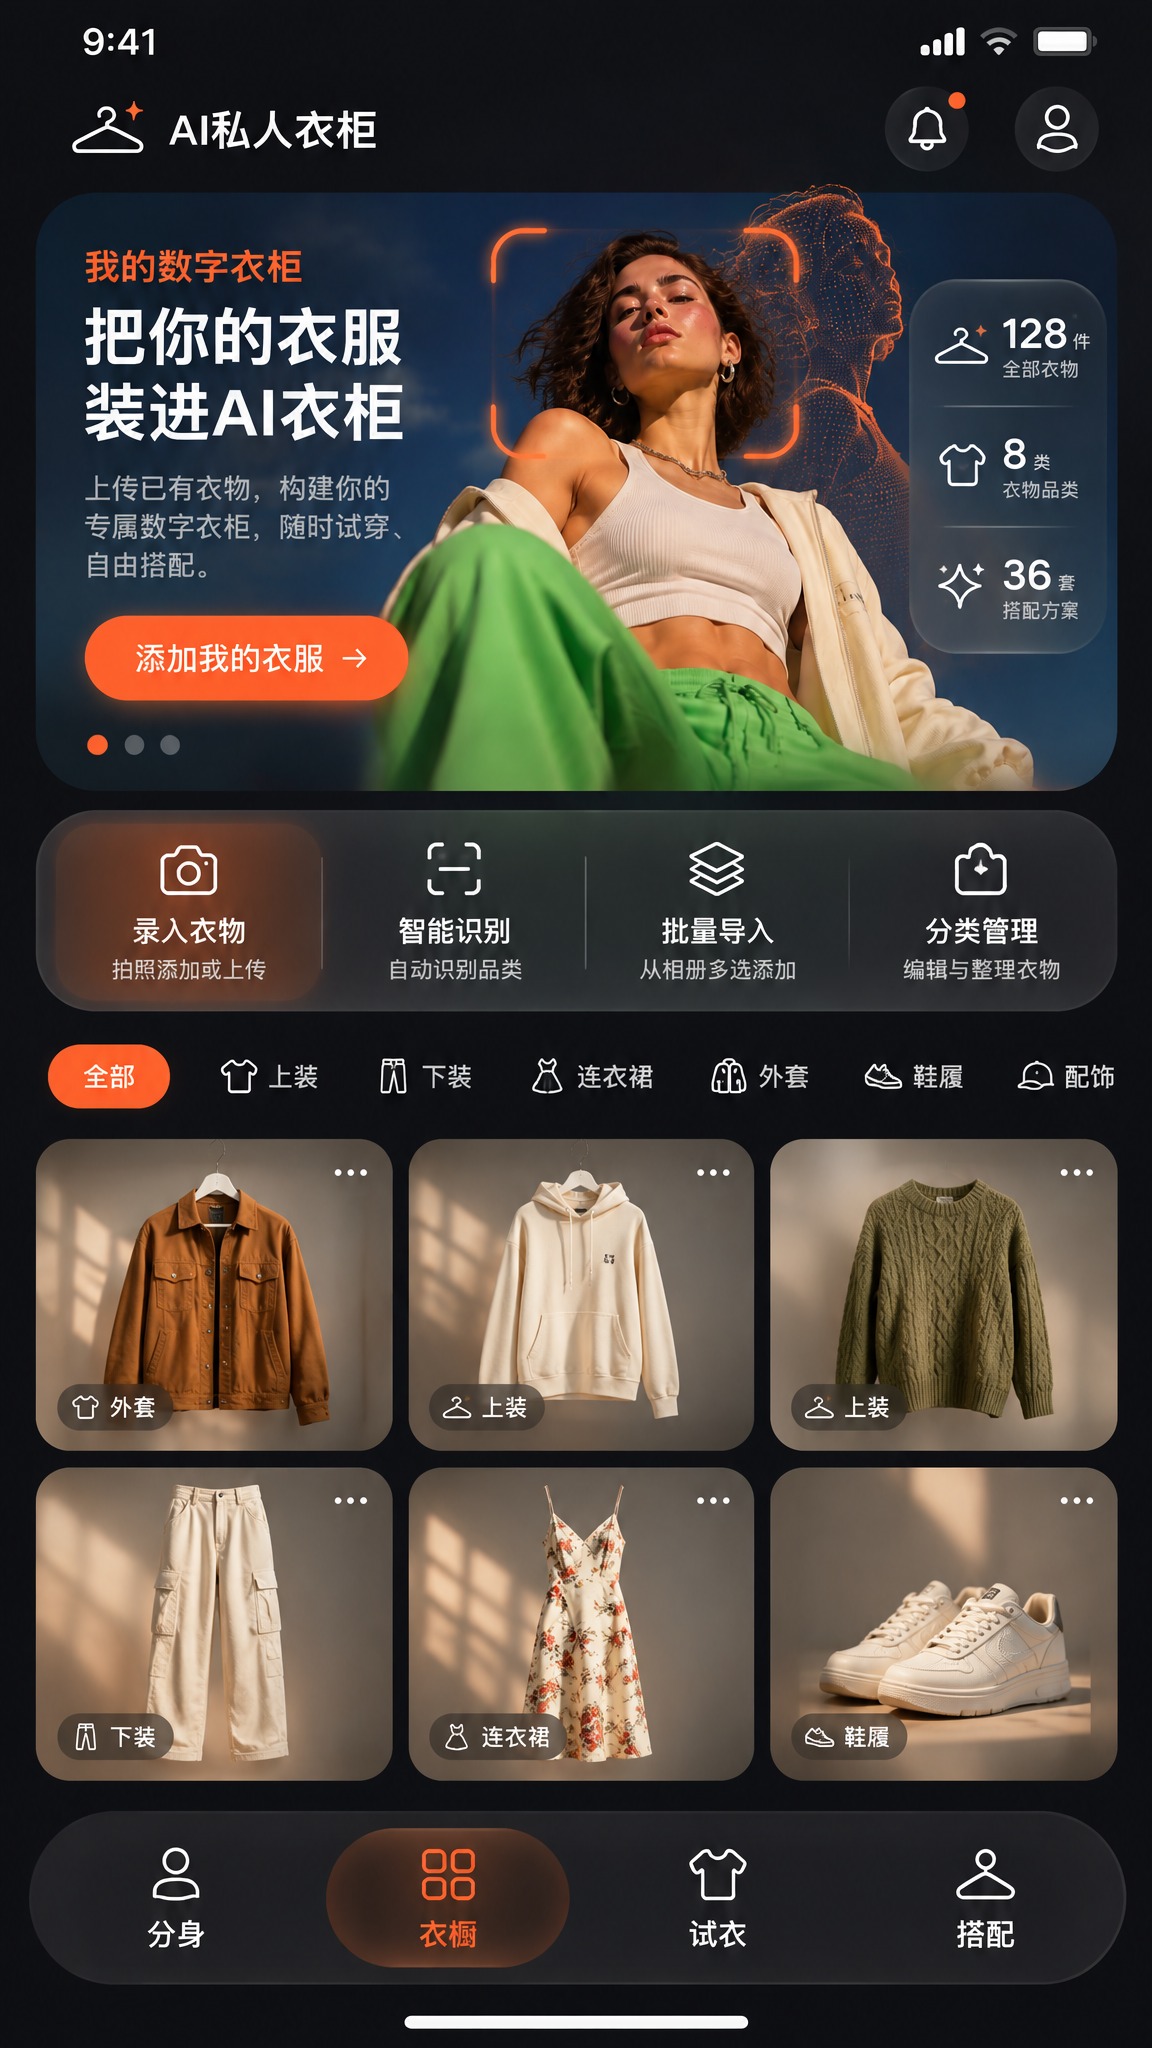 9:41
AI私人衣柜
我的数字衣柜
把你的衣服
装进AI衣柜
上传已有衣物，构建你的
专属数字衣柜，随时试穿、
自由搭配。
添加我的衣服 →
128 件
全部衣物
8 类
衣物品类
36 套
搭配方案
录入衣物
拍照添加或上传
智能识别
自动识别品类
批量导入
从相册多选添加
分类管理
编辑与整理衣物
全部
上装
下装
连衣裙
外套
鞋履
配饰
外套
上装
上装
下装
连衣裙
鞋履
分身
衣橱
试衣
搭配